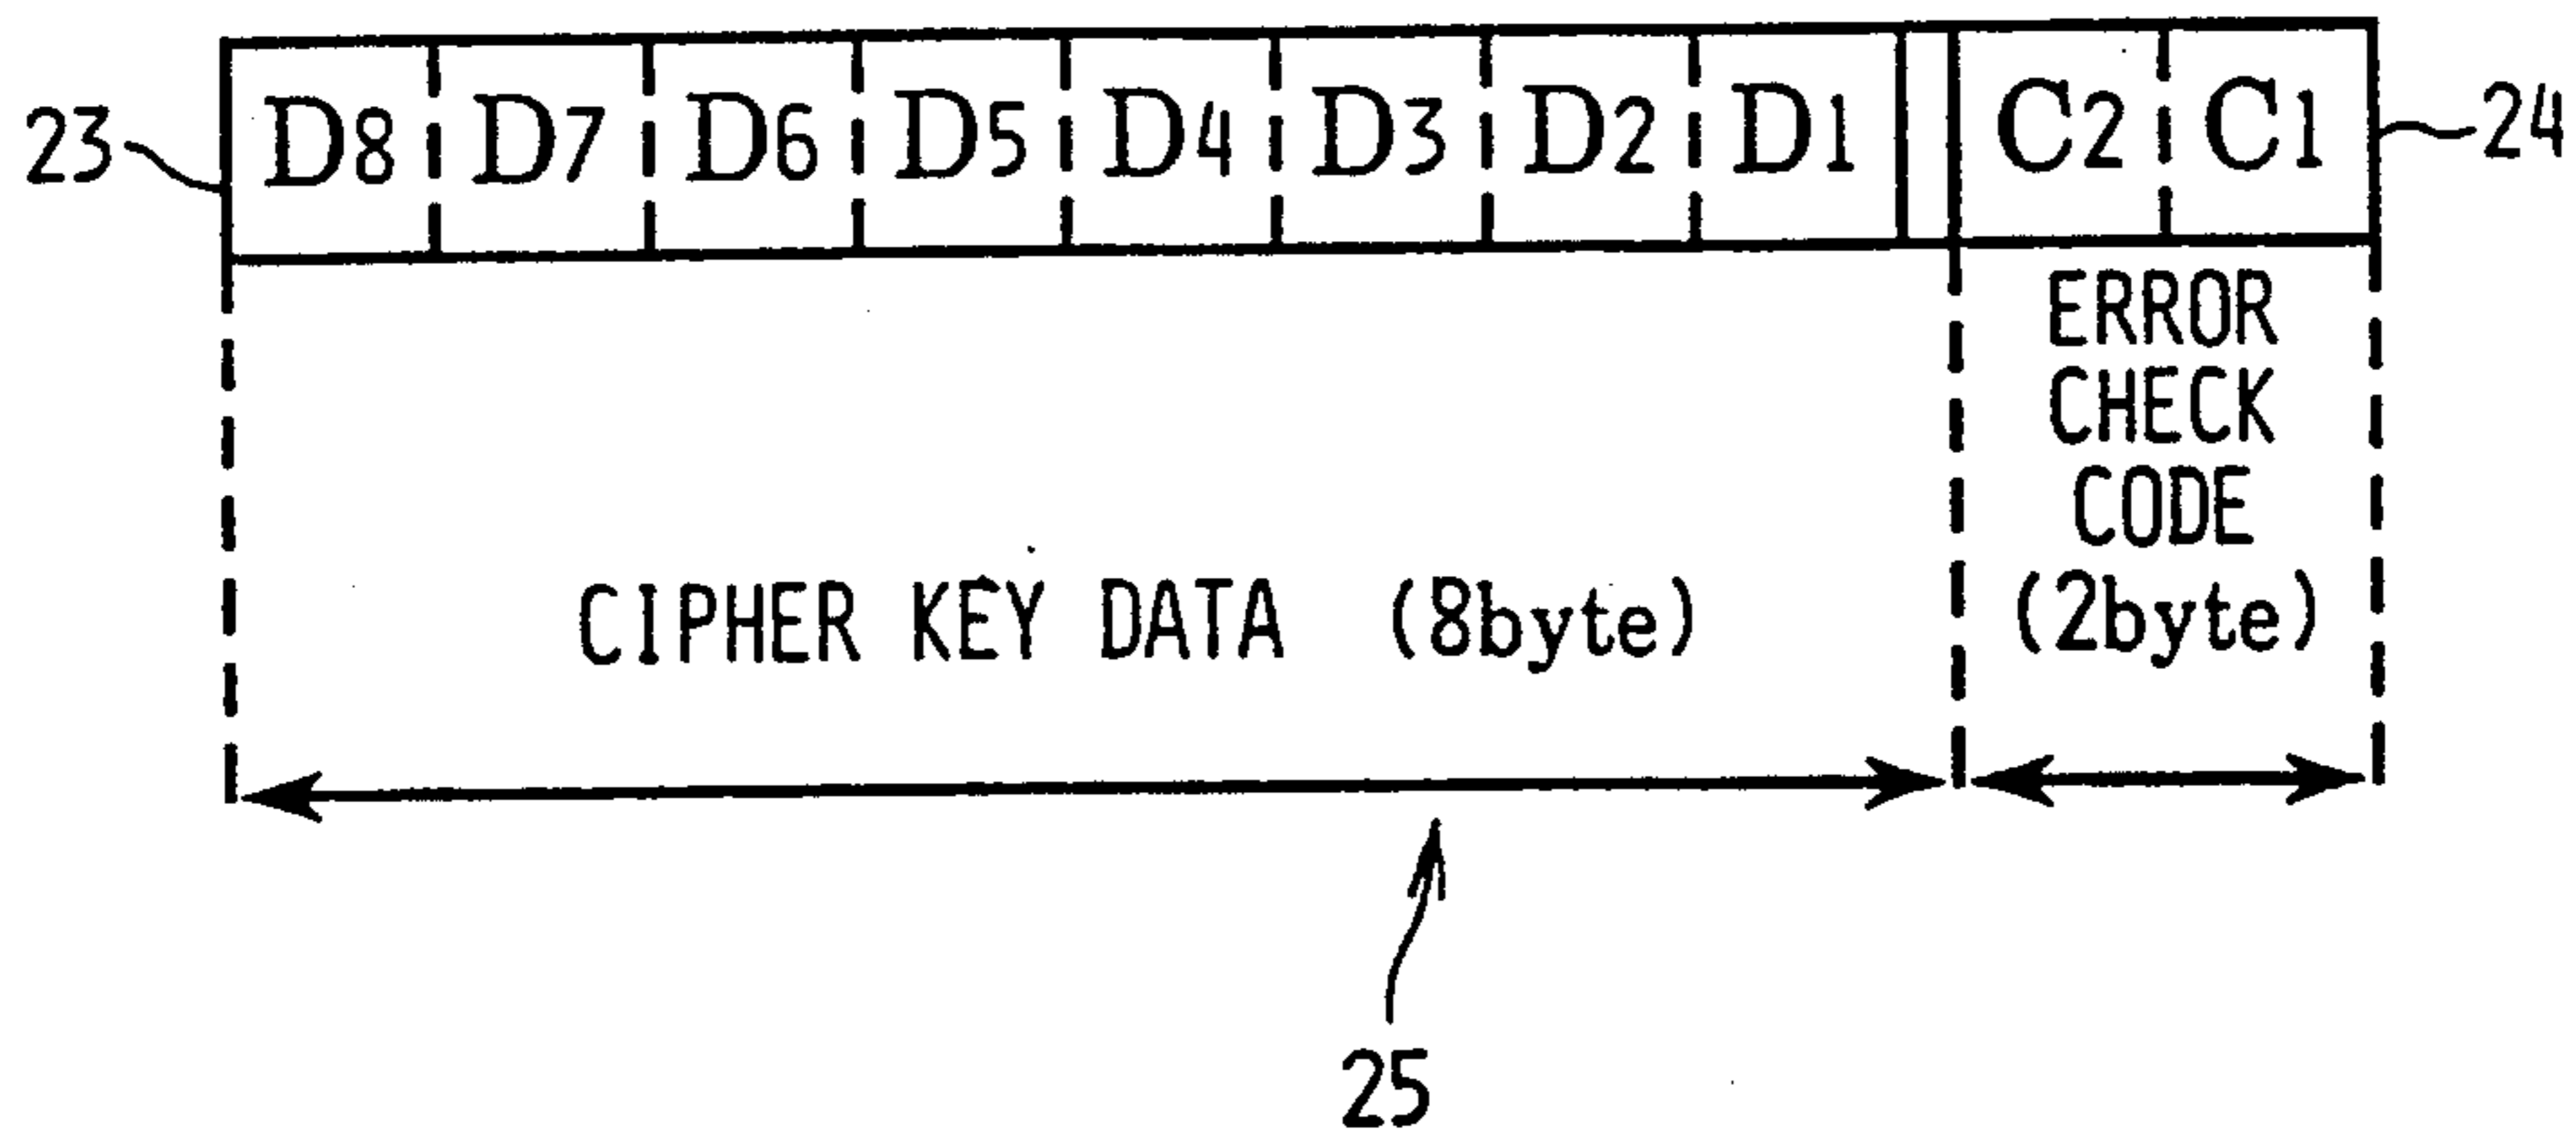 23 D8 D7 D6 D5 D4 D3 D2 D1 C2 C1 24
ERROR
CHECK
CODE
CIPHER KEY DATA (8byte) (2byte)
25